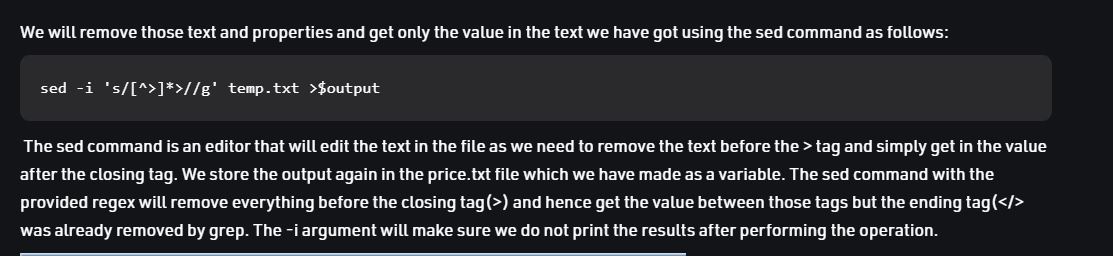 We will remove those text and properties and get only the value in the text we have got using the sed command as follows:
sed -i 's/[^>]*>//g' temp.txt >$output
The sed command is an editor that will edit the text in the file as we need to remove the text before the > tag and simply get in the value
after the closing tag. We store the output again in the price.txt file which we have made as a variable. The sed command with the
provided regex will remove everything before the closing tag(>) and hence get the value between those tags but the ending tag(</>
was already removed by grep. The -i argument will make sure we do not print the results after performing the operation.